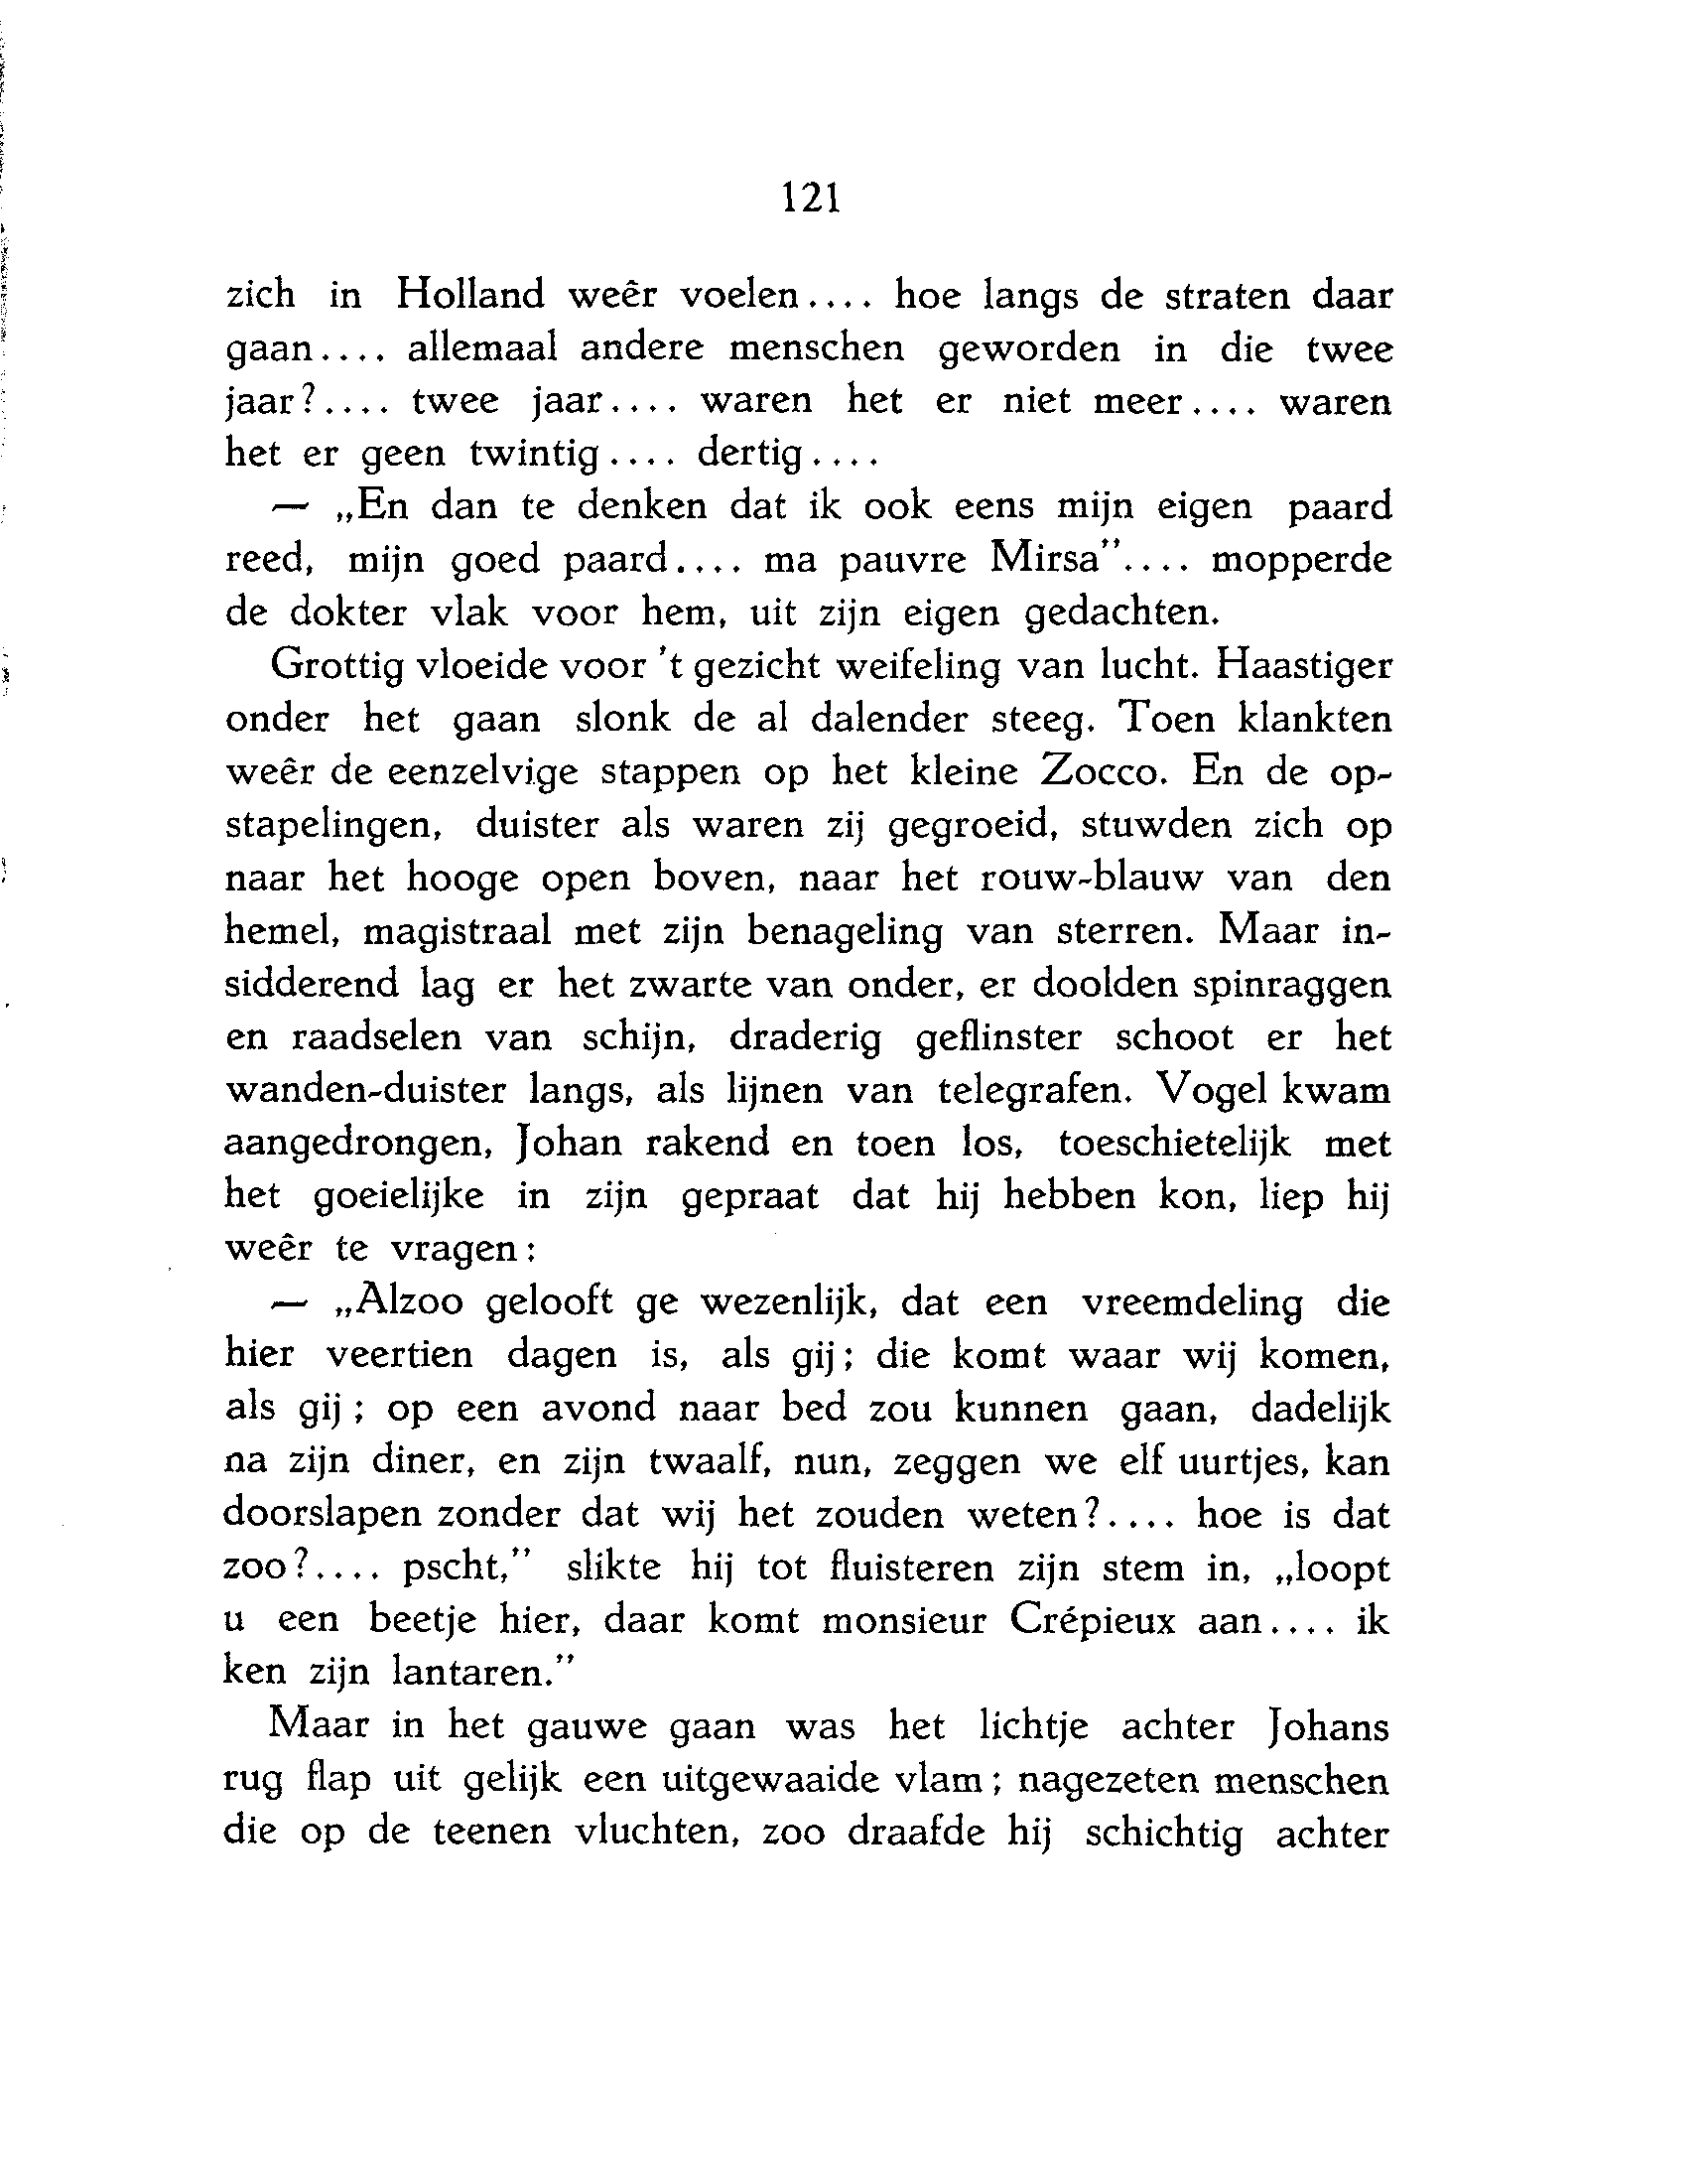 121
zich in Holland weêr voelen.... hoe langs de straten daar
gaan.... allemaal andere menschen geworden in die twee
jaar?.... twee jaar.... waren het er niet meer.... waren
het er geen twintig.... dertig....
— „En dan te denken dat ik ook eens mijn eigen paard
reed, mijn goed paard.... ma pauvre Mirsa”.... mopperde
de dokter vlak voor hem, uit zijn eigen gedachten.
Grottig vloeide voor 't gezicht weifeling van lucht. Haastiger
onder het gaan slonk de al dalender steeg. Toen klankten
weêr de eenzelvige stappen op het kleine Zocco. En de op-
stapelingen, duister als waren zij gegroeid, stuwden zich op
naar het hooge open boven, naar het rouw-blauw van den
hemel, magistraal met zijn benageling van sterren. Maar in-
sidderend lag er het zwarte van onder, er doolden spinraggen
en raadselen van schijn, draderig geflinster schoot er het
wanden-duister langs, als lijnen van telegrafen. Vogel kwam
aangedrongen, Johan rakend en toen los, toeschietelijk met
het goeielijke in zijn gepraat dat hij hebben kon, liep hij
weêr te vragen:
— „Alzoo gelooft ge wezenlijk, dat een vreemdeling die
hier veertien dagen is, als gij; die komt waar wij komen,
als gij; op een avond naar bed zou kunnen gaan, dadelijk
na zijn diner, en zijn twaalf, nun, zeggen we elf uurtjes, kan
doorslapen zonder dat wij het zouden weten?.... hoe is dat
zoo?.... pscht,” slikte hij tot fluisteren zijn stem in, „loopt
u een beetje hier, daar komt monsieur Crépieux aan.... ik
ken zijn lantaren.”
Maar in het gauwe gaan was het lichtje achter Johans
rug flap uit gelijk een uitgewaaide vlam; nagezeten menschen
die op de teenen vluchten, zoo draafde hij schichtig achter